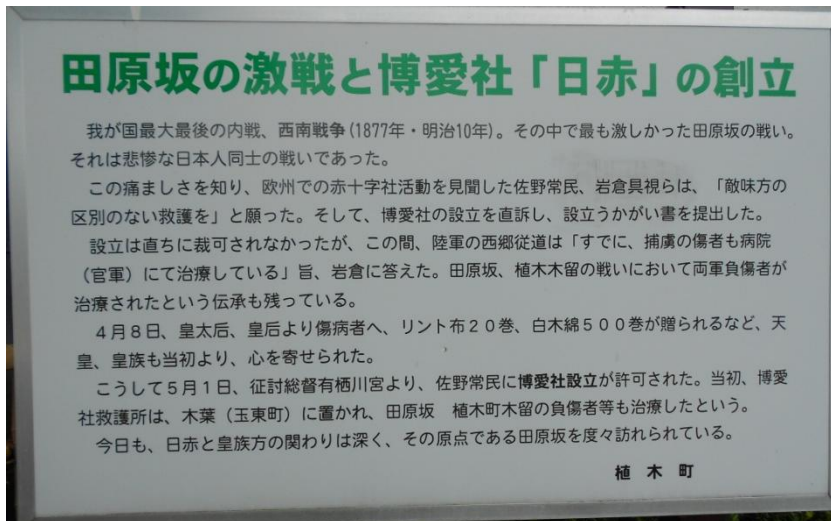 田原坂の激戦と博愛社「日赤」の創立
我が国最大最後の内戦、西南戦争(1877年・明治10年)。その中で最も激しかった田原坂の戦い。
それは悲惨な日本人同士の戦いであった。
この痛ましさを知り、欧州での赤十字社活動を見聞した佐野常民、岩倉具視らは、「敵味方の
区別のない救護を」と願った。そして、博愛社の設立を直訴し、設立うかがい書を提出した。
設立は直ちに裁可されなかったが、この間、陸軍の西郷従道は「すでに、捕虜の傷者も病院
(官軍)にて治療している」旨、岩倉に答えた。田原坂、植木木留の戦いにおいて両軍負傷者が
治療されたという伝承も残っている。
4月8日、皇太后、皇后より傷病者へ、リント布20巻、白木綿500巻が贈られるなど、天
皇、皇族も当初より、心を寄せられた。
こうして5月1日、征討総督有栖川宮より、佐野常民に博愛社設立が許可された。当初、博愛
社救護所は、木葉(玉東町)に置かれ、田原坂 植木町木留の負傷者等も治療したという。
今日も、日赤と皇族方の関わりは深く、その原点である田原坂を度々訪れられている。
植木町